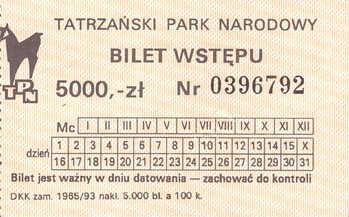 TATRZAŃSKI PARK NARODOWY
BILET WSTĘPU
TPN
5000,-zł Nr 0396792
Mc I II III IV V VI VII VIII IX X XI XII
dzień 1 2 3 4 5 6 7 8 9 10 11 12 13 14 15
16 17 18 19 20 21 22 23 24 25 26 27 28 29 30 31
Bilet jest ważny w dniu datowania — zachować do kontroli
DKK zam. 1965/93 nakł. 5.000 bl. a 100 k.